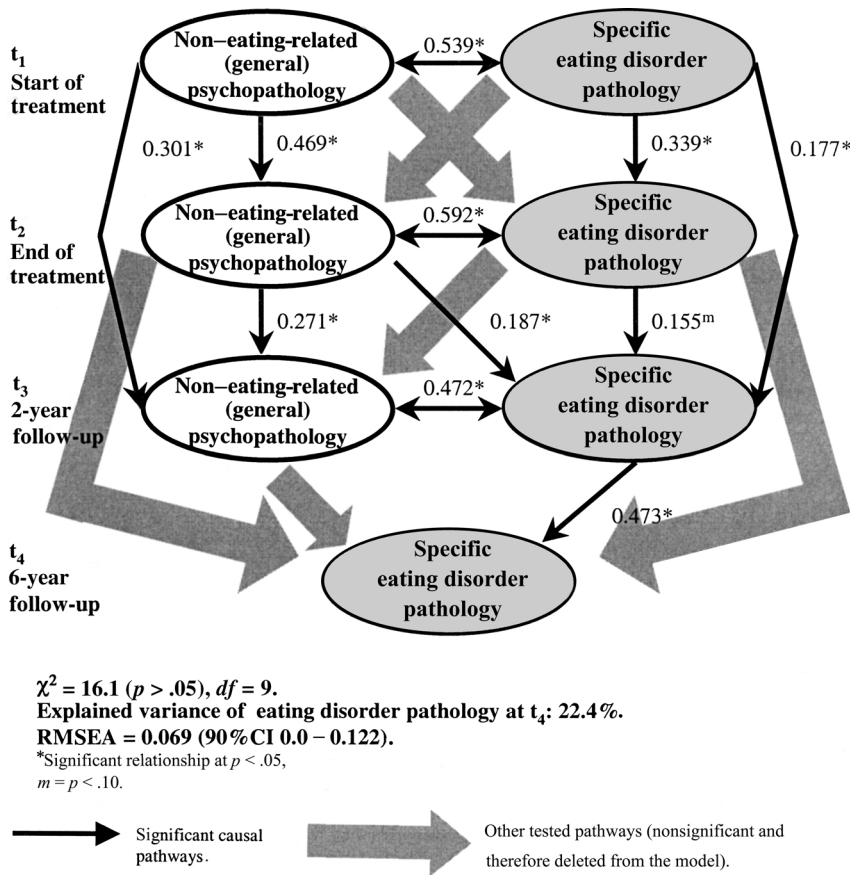 t1
Start of
treatment
Non–eating-related
(general)
psychopathology
0.539*
Specific
eating disorder
pathology
0.301*
0.469*
0.339*
0.177*
t2
End of
treatment
Non–eating-related
(general)
psychopathology
0.592*
Specific
eating disorder
pathology
0.271*
0.187*
0.155ᵐ
t3
2-year
follow-up
Non–eating-related
(general)
psychopathology
0.472*
Specific
eating disorder
pathology
0.473*
t4
6-year
follow-up
Specific
eating disorder
pathology
χ² = 16.1 (p > .05), df = 9.
Explained variance of eating disorder pathology at t4: 22.4%.
RMSEA = 0.069 (90%CI 0.0 – 0.122).
*Significant relationship at p < .05,
m = p < .10.
Significant causal
pathways.
Other tested pathways (nonsignificant and
therefore deleted from the model).